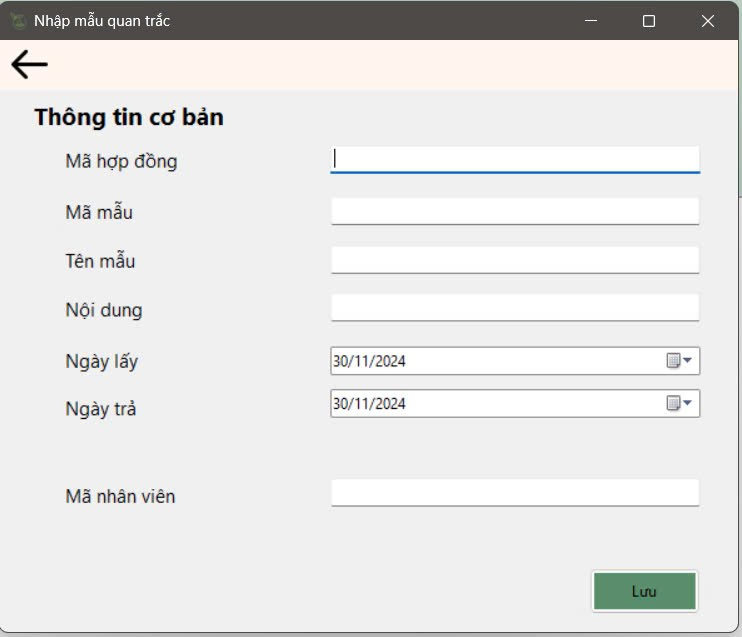 Nhập mẫu quan trắc
Thông tin cơ bản
Mã hợp đồng
Mã mẫu
Tên mẫu
Nội dung
Ngày lấy 30/11/2024
Ngày trả 30/11/2024
Mã nhân viên
Lưu